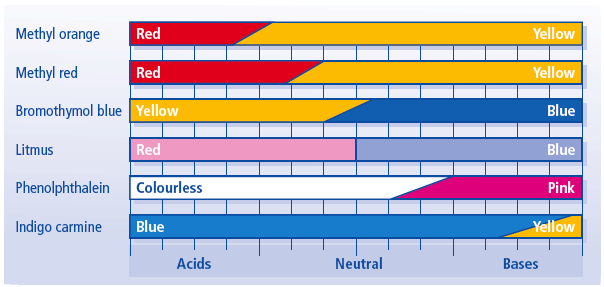 Methyl orange Red Yellow
Methyl red Red Yellow
Bromothymol blue Yellow Blue
Litmus Red Blue
Phenolphthalein Colourless Pink
Indigo carmine Blue Yellow
Acids Neutral Bases